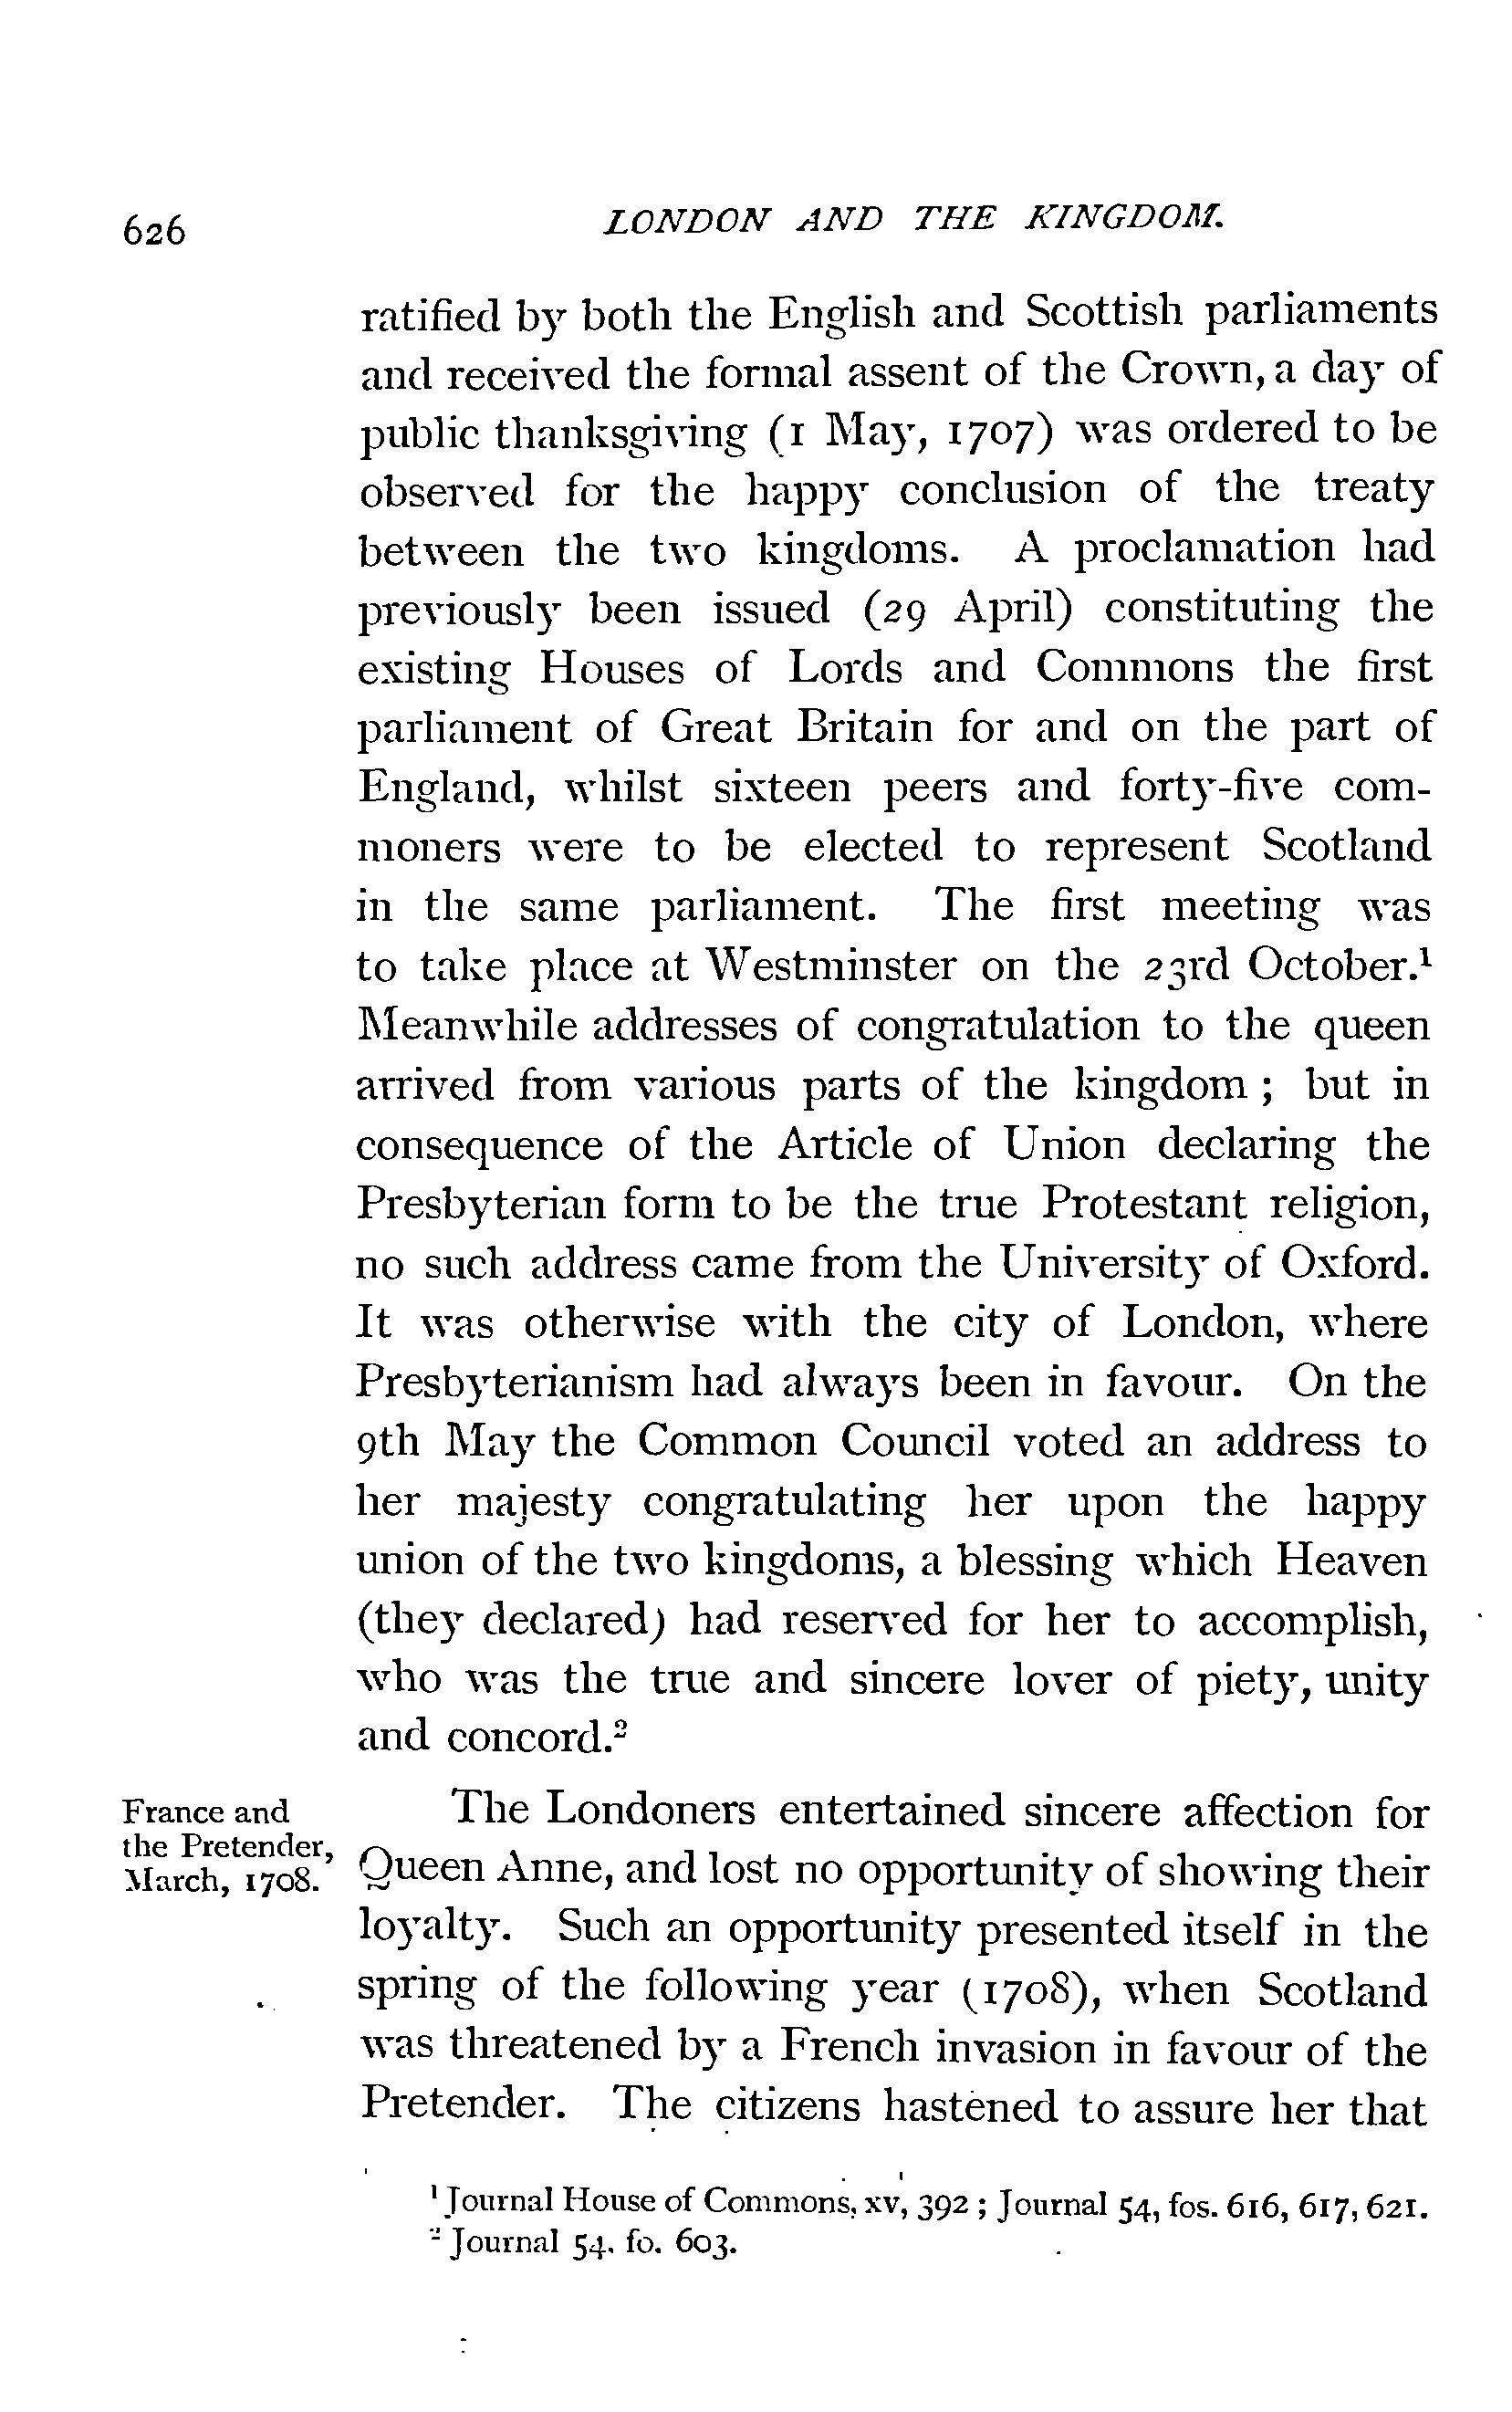 626
LONDON AND THE KINGDOM.
ratified by both the English and Scottish parliaments
and received the formal assent of the Crown, a day of
public thanksgiving (1 May, 1707) was ordered to be
observed for the happy conclusion of the treaty
between the two kingdoms. A proclamation had
previously been issued (29 April) constituting the
existing Houses of Lords and Commons the first
parliament of Great Britain for and on the part of
England, whilst sixteen peers and forty-five com-
moners were to be elected to represent Scotland
in the same parliament. The first meeting was
to take place at Westminster on the 23rd October.¹
Meanwhile addresses of congratulation to the queen
arrived from various parts of the kingdom ; but in
consequence of the Article of Union declaring the
Presbyterian form to be the true Protestant religion,
no such address came from the University of Oxford.
It was otherwise with the city of London, where
Presbyterianism had always been in favour. On the
9th May the Common Council voted an address to
her majesty congratulating her upon the happy
union of the two kingdoms, a blessing which Heaven
(they declared) had reserved for her to accomplish,
who was the true and sincere lover of piety, unity
and concord.²
France and
the Pretender,
March, 1708.
The Londoners entertained sincere affection for
Queen Anne, and lost no opportunity of showing their
loyalty. Such an opportunity presented itself in the
spring of the following year (1708), when Scotland
was threatened by a French invasion in favour of the
Pretender. The citizens hastened to assure her that
¹ Journal House of Commons, xv, 392 ; Journal 54, fos. 616, 617, 621.
² Journal 54, fo. 603.